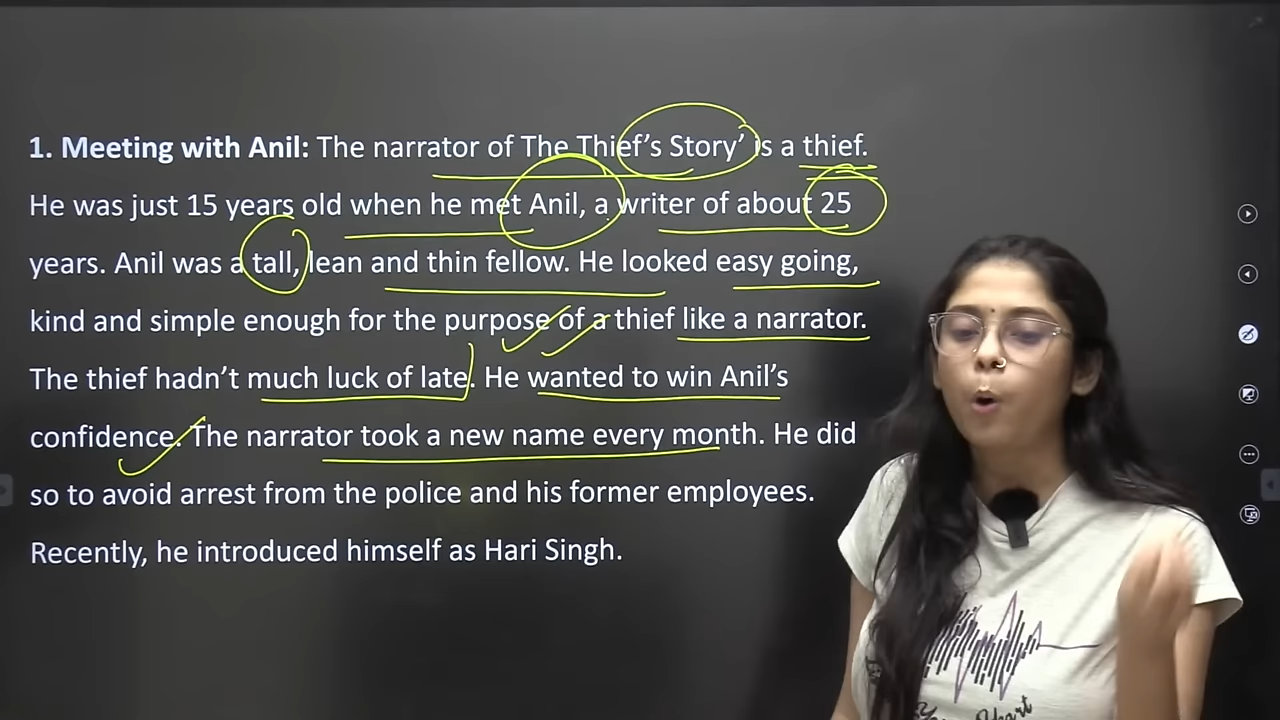 1. Meeting with Anil: The narrator of The Thief's Story' is a thief.
He was just 15 years old when he met Anil, a writer of about 25
years. Anil was a tall, lean and thin fellow. He looked easy going,
kind and simple enough for the purpose of a thief like a narrator.
The thief hadn't much luck of late. He wanted to win Anil's
confidence. The narrator took a new name every month. He did
so to avoid arrest from the police and his former employees.
Recently, he introduced himself as Hari Singh.